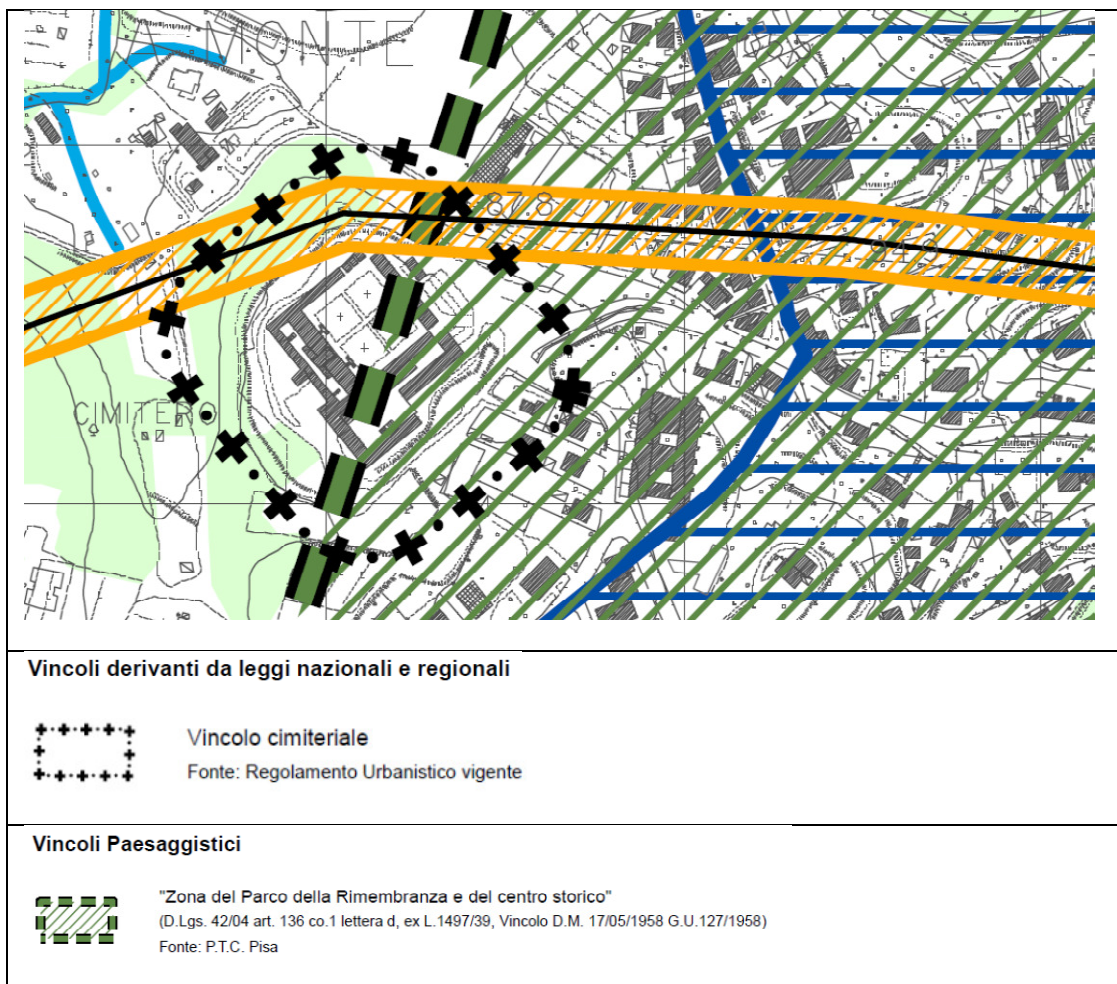 MONTE
87.8
CIMITERO
Vincoli derivanti da leggi nazionali e regionali
Vincolo cimiteriale
Fonte: Regolamento Urbanistico vigente
Vincoli Paesaggistici
"Zona del Parco della Rimembranza e del centro storico"
(D.Lgs. 42/04 art. 136 co.1 lettera d, ex L.1497/39, Vincolo D.M. 17/05/1958 G.U.127/1958)
Fonte: P.T.C. Pisa